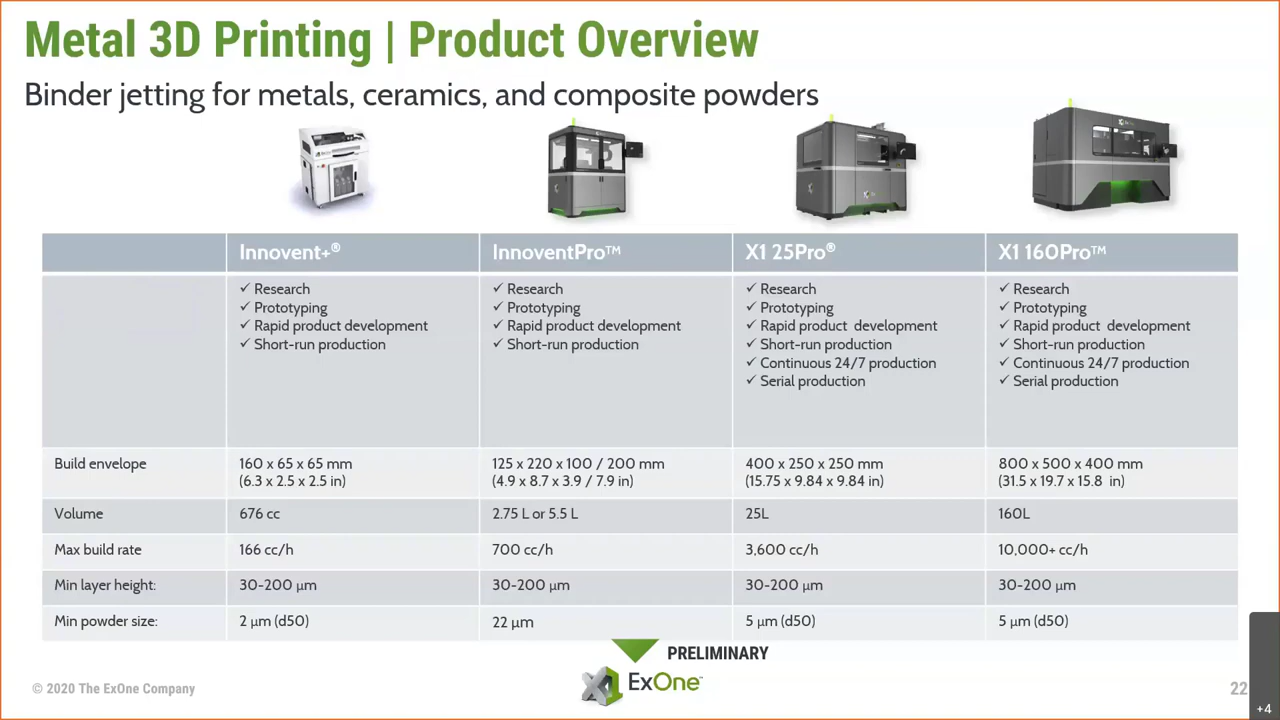 Metal 3D Printing | Product Overview
Binder jetting for metals, ceramics, and composite powders
Innovent+® InnoventPro™ X1 25Pro® X1 160Pro™
✓ Research ✓ Research ✓ Research ✓ Research
✓ Prototyping ✓ Prototyping ✓ Prototyping ✓ Prototyping
✓ Rapid product development ✓ Rapid product development ✓ Rapid product development ✓ Rapid product development
✓ Short-run production ✓ Short-run production ✓ Short-run production ✓ Short-run production
✓ Continuous 24/7 production ✓ Continuous 24/7 production
✓ Serial production ✓ Serial production
Build envelope 160 x 65 x 65 mm 125 x 220 x 100 / 200 mm 400 x 250 x 250 mm 800 x 500 x 400 mm
(6.3 x 2.5 x 2.5 in) (4.9 x 8.7 x 3.9 / 7.9 in) (15.75 x 9.84 x 9.84 in) (31.5 x 19.7 x 15.8 in)
Volume 676 cc 2.75 L or 5.5 L 25L 160L
Max build rate 166 cc/h 700 cc/h 3,600 cc/h 10,000+ cc/h
Min layer height: 30-200 μm 30-200 μm 30-200 μm 30-200 μm
Min powder size: 2 μm (d50) 22 μm 5 μm (d50) 5 μm (d50)
PRELIMINARY
© 2020 The ExOne Company X1 ExOne™ 22
+4